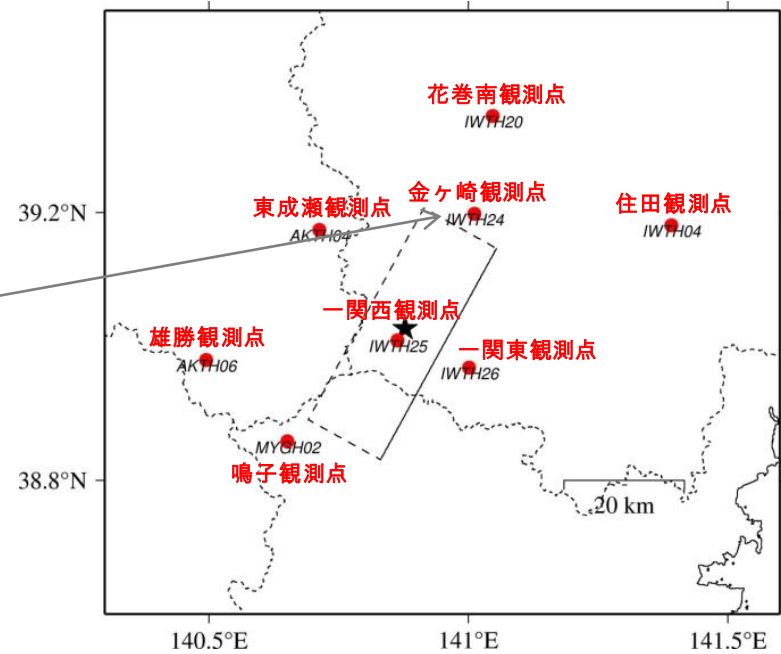 花巻南観測点
IWTH20
金ヶ崎観測点
東成瀬観測点
住田観測点
39.2°N
IWTH24
AKTH04
IWTH04
一関西観測点
雄勝観測点
IWTH25
一関東観測点
AKTH06
IWTH26
MYGH02
鳴子観測点
38.8°N
20 km
140.5°E
141°E
141.5°E